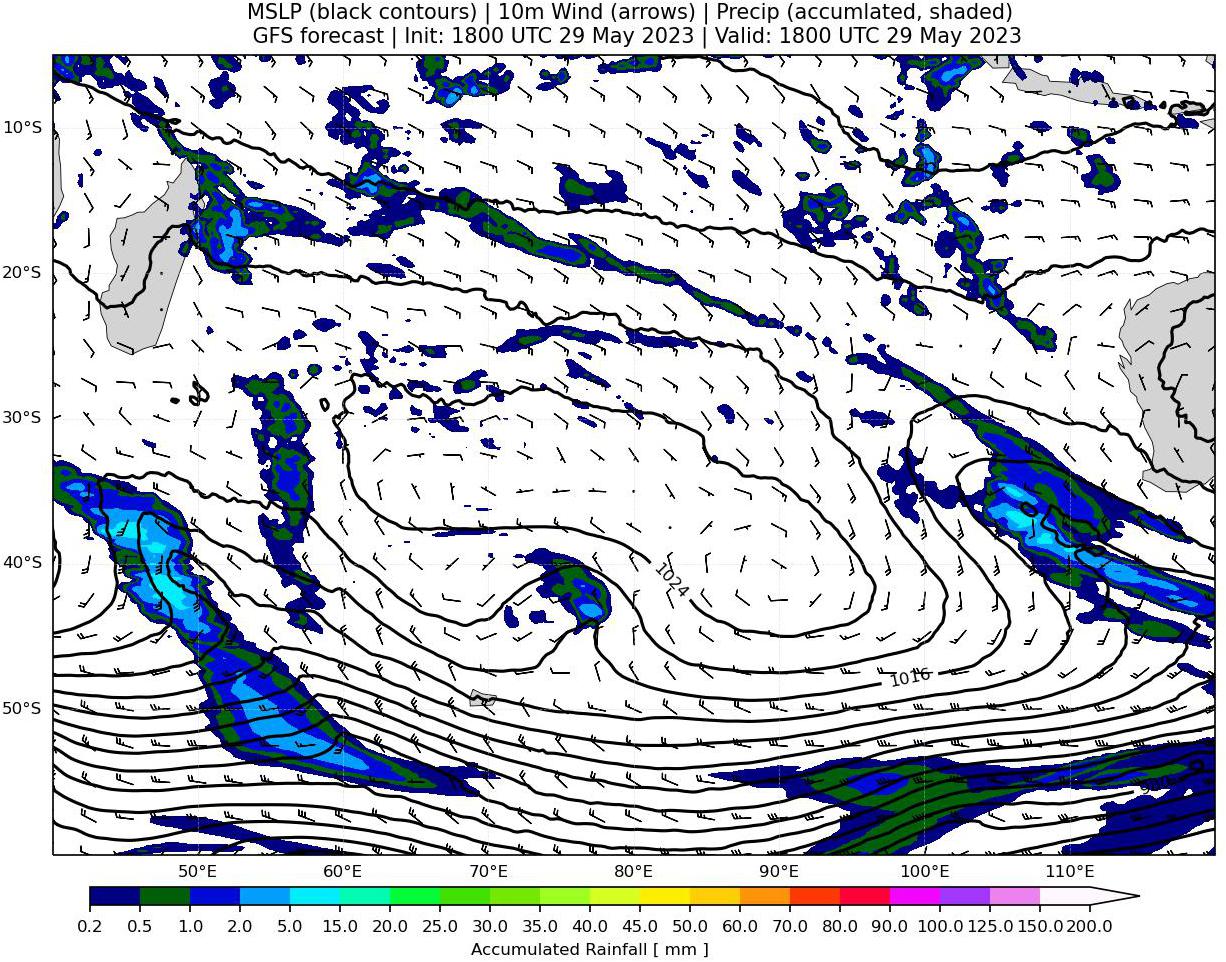 MSLP (black contours) | 10m Wind (arrows) | Precip (accumlated, shaded)
GFS forecast | Init: 1800 UTC 29 May 2023 | Valid: 1800 UTC 29 May 2023
10°S
20°S
30°S
40°S
1024
1016
50°S
50°E 60°E 70°E 80°E 90°E 100°E 110°E
0.2 0.5 1.0 2.0 5.0 15.0 20.0 25.0 30.0 35.0 40.0 45.0 50.0 60.0 70.0 80.0 90.0 100.0 125.0 150.0 200.0
Accumulated Rainfall [ mm ]